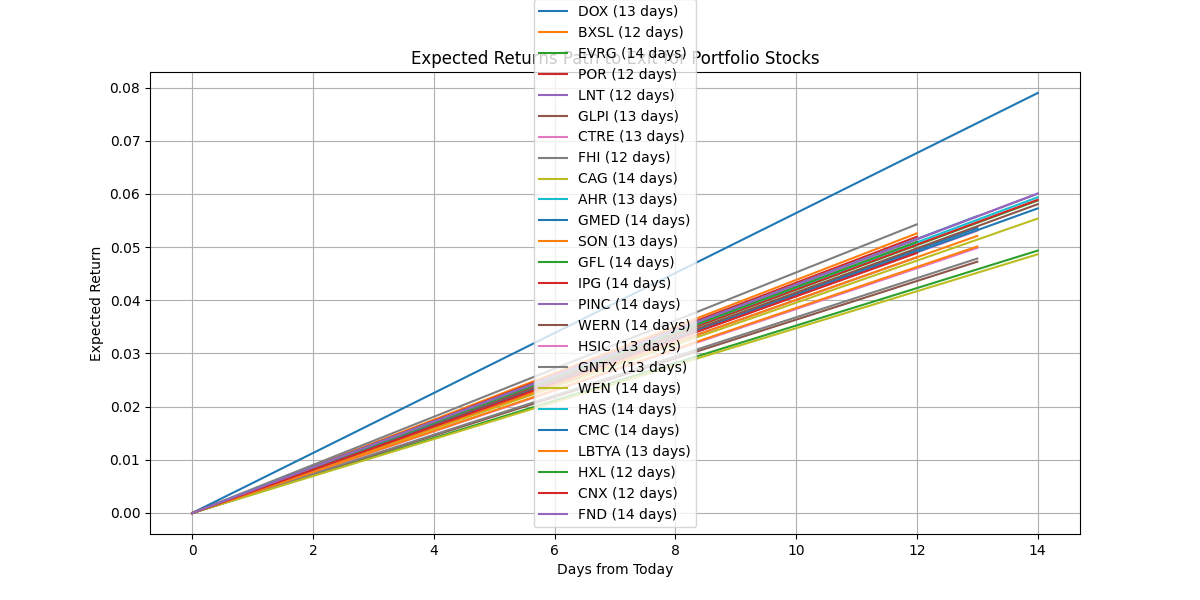 DOX (13 days)
BXSL (12 days)
EVRG (14 days)
Expected Returns Path to Exit for Portfolio Stocks
POR (12 days)
LNT (12 days)
GLPI (13 days)
CTRE (13 days)
FHI (12 days)
CAG (14 days)
AHR (13 days)
GMED (14 days)
SON (13 days)
GFL (14 days)
IPG (14 days)
PINC (14 days)
WERN (14 days)
HSIC (13 days)
GNTX (13 days)
WEN (14 days)
HAS (14 days)
CMC (14 days)
LBTYA (13 days)
HXL (12 days)
CNX (12 days)
FND (14 days)
Expected Return
0.08
0.07
0.06
0.05
0.04
0.03
0.02
0.01
0.00
0 2 4 6 8 10 12 14
Days from Today